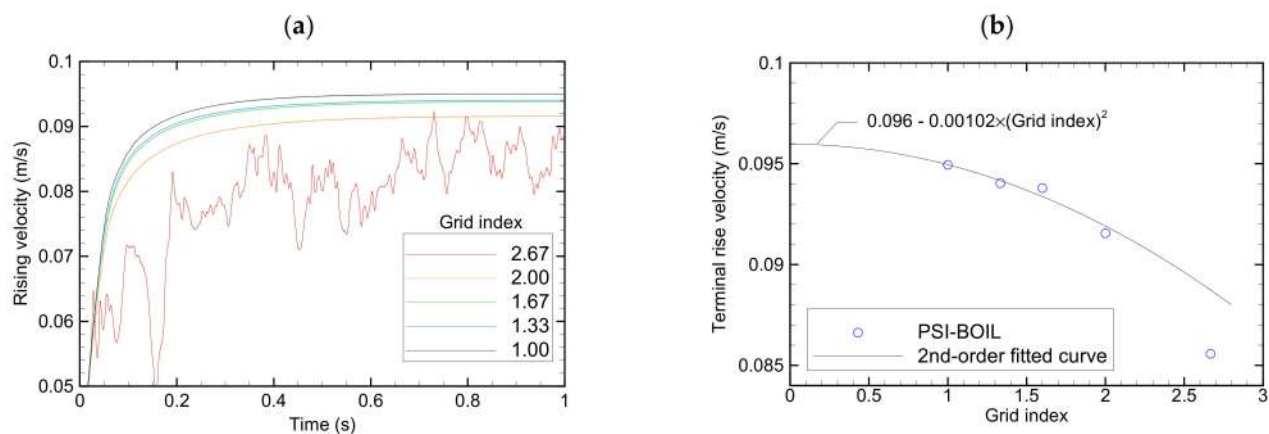 (a)
0.1
0.09
0.08
0.07
0.06
0.05
Rising velocity (m/s)
Grid index
2.67
2.00
1.67
1.33
1.00
0 0.2 0.4 0.6 0.8 1
Time (s)
(b)
0.1
0.095
0.09
0.085
Terminal rise velocity (m/s)
0.096 - 0.00102×(Grid index)²
PSI-BOIL
2nd-order fitted curve
0 0.5 1 1.5 2 2.5 3
Grid index